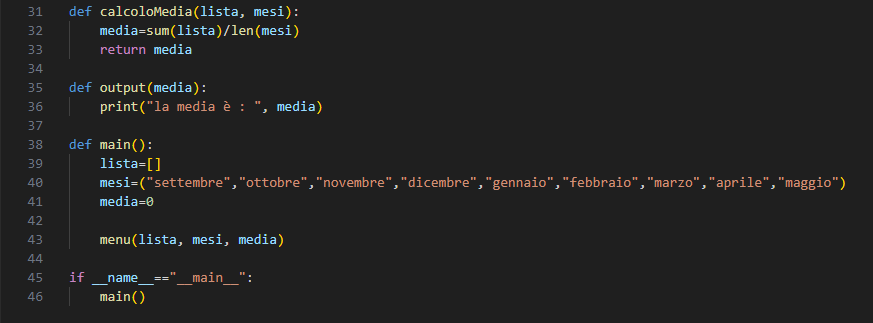 31 def calcoloMedia(lista, mesi):
32     media=sum(lista)/len(mesi)
33     return media
34
35 def output(media):
36     print("la media è : ", media)
37
38 def main():
39     lista=[]
40     mesi=("settembre","ottobre","novembre","dicembre","gennaio","febbraio","marzo","aprile","maggio")
41     media=0
42
43     menu(lista, mesi, media)
44
45 if __name__=="__main__":
46     main()